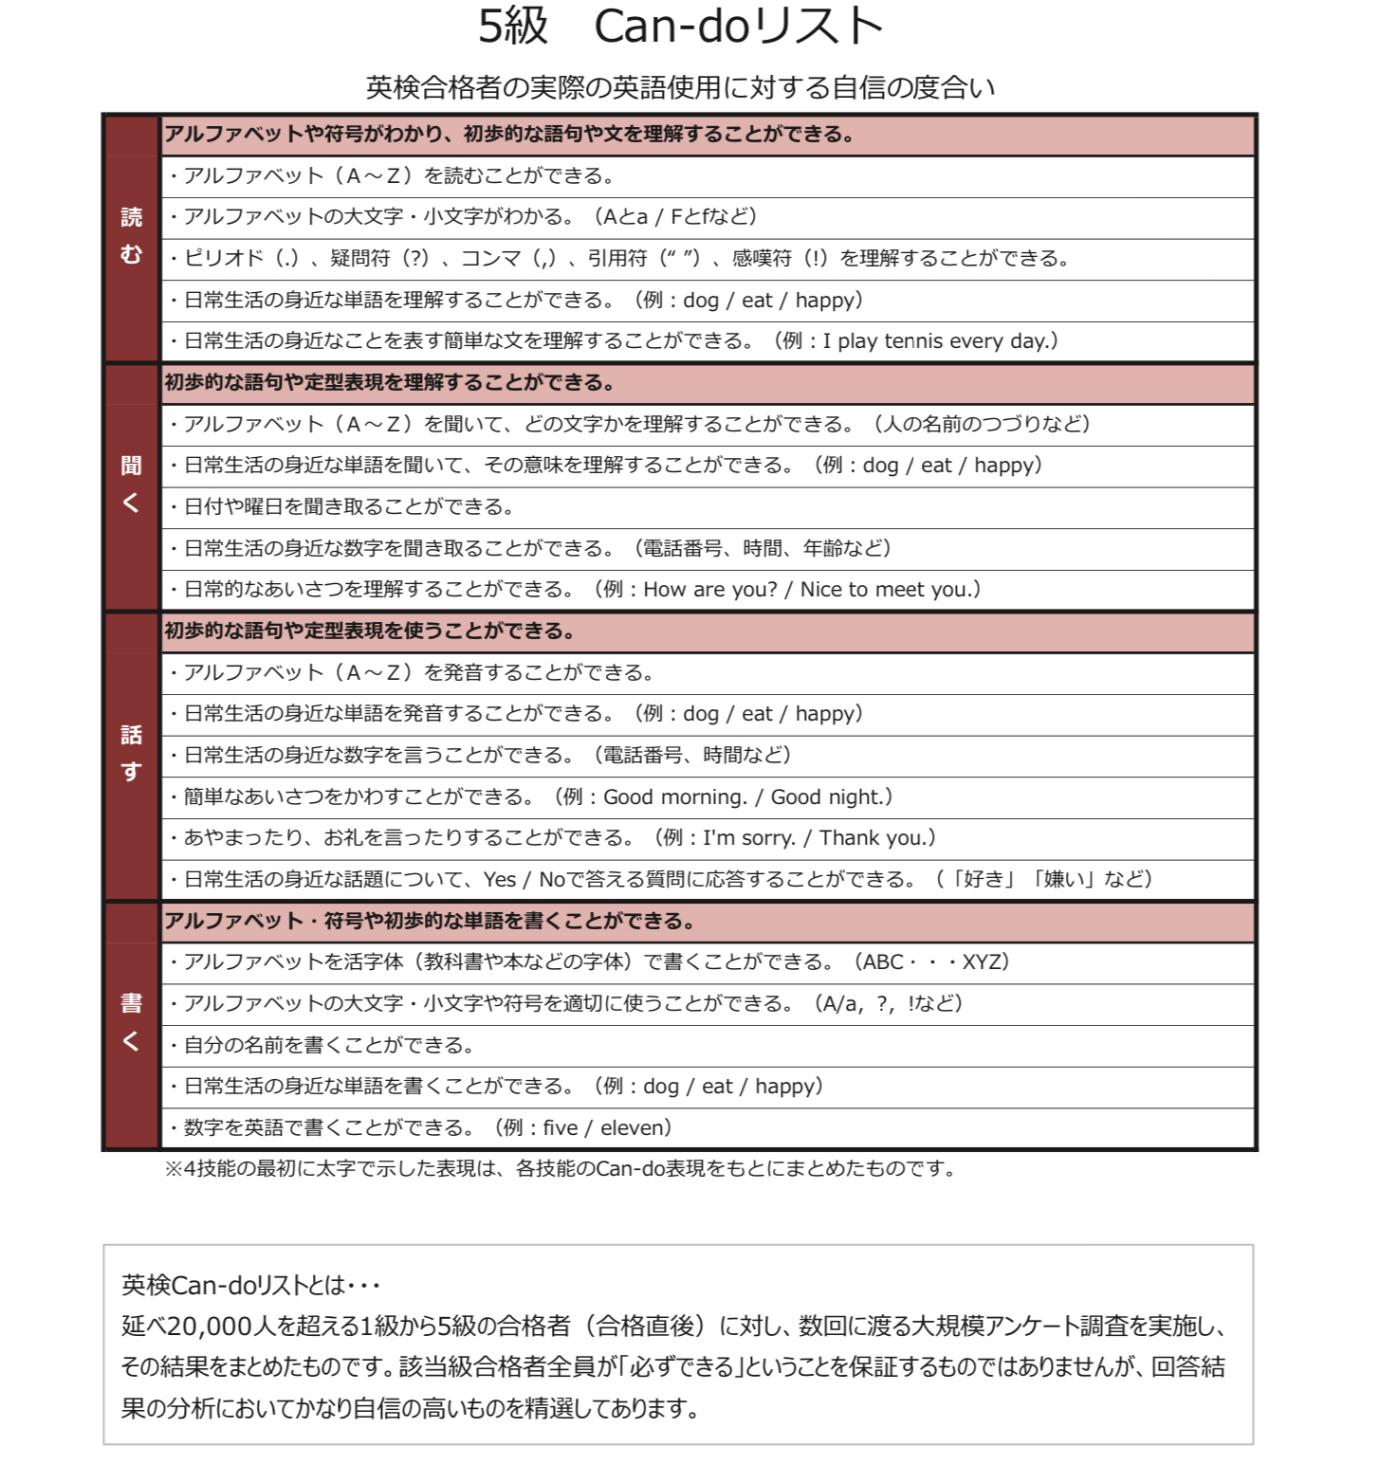 5級　Can-doリスト
英検合格者の実際の英語使用に対する自信の度合い
読む
アルファベットや符号がわかり、初歩的な語句や文を理解することができる。
・アルファベット（A～Z）を読むことができる。
・アルファベットの大文字・小文字がわかる。（Aとa / Fとfなど）
・ピリオド（.）、疑問符（?）、コンマ（,）、引用符（“ ”）、感嘆符（!）を理解することができる。
・日常生活の身近な単語を理解することができる。（例：dog / eat / happy）
・日常生活の身近なことを表す簡単な文を理解することができる。（例：I play tennis every day.）
聞く
初歩的な語句や定型表現を理解することができる。
・アルファベット（A～Z）を聞いて、どの文字かを理解することができる。（人の名前のつづりなど）
・日常生活の身近な単語を聞いて、その意味を理解することができる。（例：dog / eat / happy）
・日付や曜日を聞き取ることができる。
・日常生活の身近な数字を聞き取ることができる。（電話番号、時間、年齢など）
・日常的なあいさつを理解することができる。（例：How are you? / Nice to meet you.）
話す
初歩的な語句や定型表現を使うことができる。
・アルファベット（A～Z）を発音することができる。
・日常生活の身近な単語を発音することができる。（例：dog / eat / happy）
・日常生活の身近な数字を言うことができる。（電話番号、時間など）
・簡単なあいさつをかわすことができる。（例：Good morning. / Good night.）
・あやまったり、お礼を言ったりすることができる。（例：I'm sorry. / Thank you.）
・日常生活の身近な話題について、Yes / Noで答える質問に応答することができる。（「好き」「嫌い」など）
書く
アルファベット・符号や初歩的な単語を書くことができる。
・アルファベットを活字体（教科書や本などの字体）で書くことができる。（ABC・・・XYZ）
・アルファベットの大文字・小文字や符号を適切に使うことができる。（A/a, ?, !など）
・自分の名前を書くことができる。
・日常生活の身近な単語を書くことができる。（例：dog / eat / happy）
・数字を英語で書くことができる。（例：five / eleven）
※4技能の最初に太字で示した表現は、各技能のCan-do表現をもとにまとめたものです。
英検Can-doリストとは・・・
延べ20,000人を超える1級から5級の合格者（合格直後）に対し、数回に渡る大規模アンケート調査を実施し、
その結果をまとめたものです。該当級合格者全員が「必ずできる」ということを保証するものではありませんが、回答結
果の分析においてかなり自信の高いものを精選してあります。